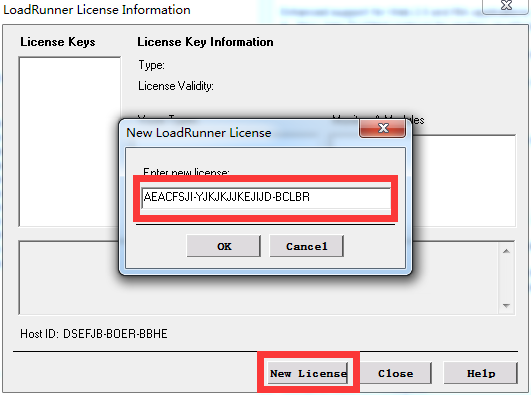 LoadRunner License Information
License Keys
License Key Information
Type:
License Validity:
New LoadRunner License
Enter new license:
AEACFSJI-YJKJKJJKEJIJD-BCLBR
OK
Cancel
Host ID: DSEFJB-BOER-BBHE
New License
Close
Help